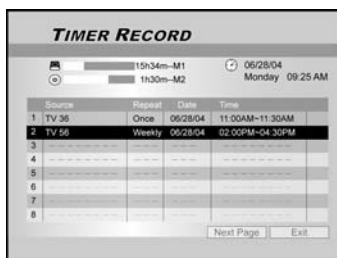 TIMER RECORD
15h34m--M1
1h30m--M2
06/28/04
Monday 09:25 AM
Source Repeat Date Time
1 TV 36 Once 06/28/04 11:00AM~11:30AM
2 TV 56 Weekly 06/28/04 02:00PM~04:30PM
3
4
5
6
7
8
Next Page Exit